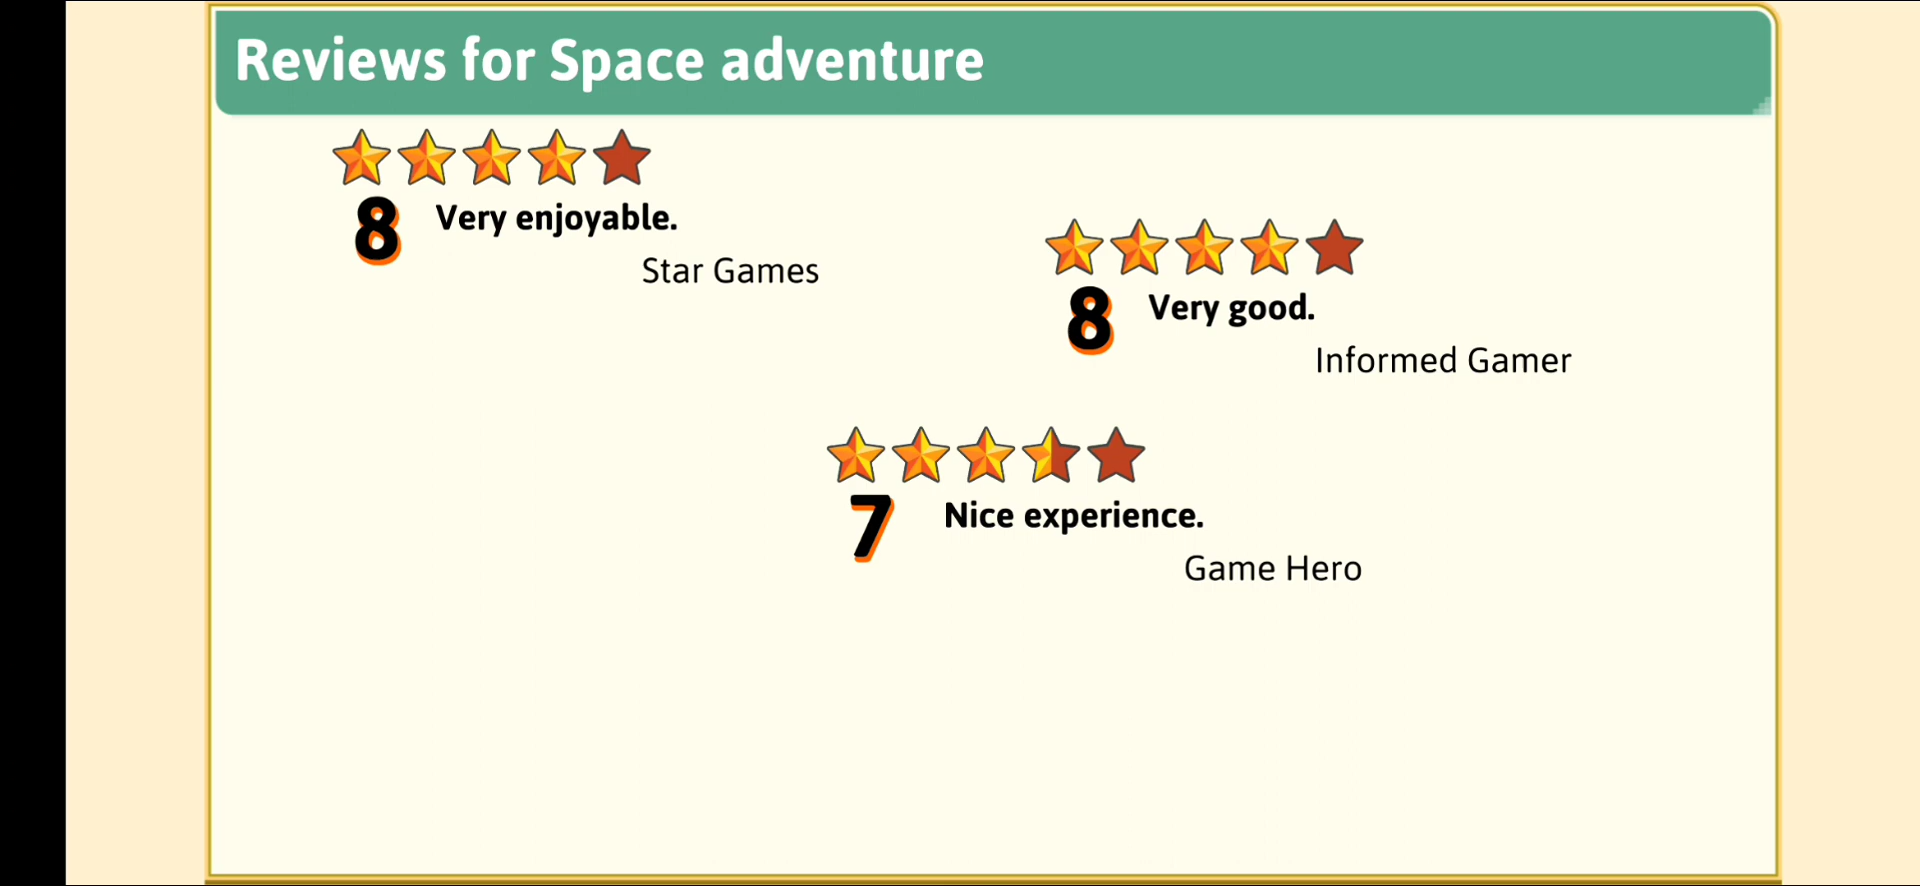 Reviews for Space adventure
8
Very enjoyable.
Star Games
8
Very good.
Informed Gamer
7
Nice experience.
Game Hero